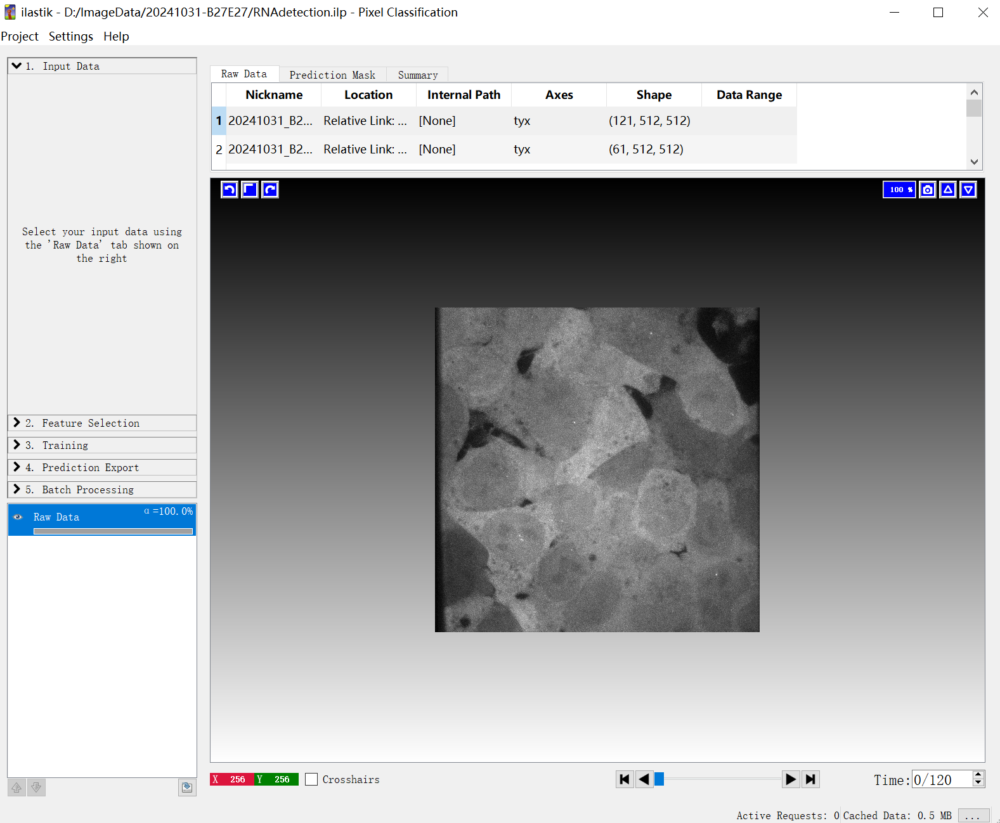 ilastik - D:/ImageData/20241031-B27E27/RNAdetection.ilp - Pixel Classification
Project Settings Help
1. Input Data
Select your input data using
the 'Raw Data' tab shown on
the right
2. Feature Selection
3. Training
4. Prediction Export
5. Batch Processing
Raw Data α=100.0%
Raw Data Prediction Mask Summary
Nickname Location Internal Path Axes Shape Data Range
1 20241031_B2... Relative Link: ... [None] tyx (121, 512, 512)
2 20241031_B2... Relative Link: ... [None] tyx (61, 512, 512)
100 %
X 256 Y 256 Crosshairs Time: 0/120
Active Requests: 0 Cached Data: 0.5 MB ...